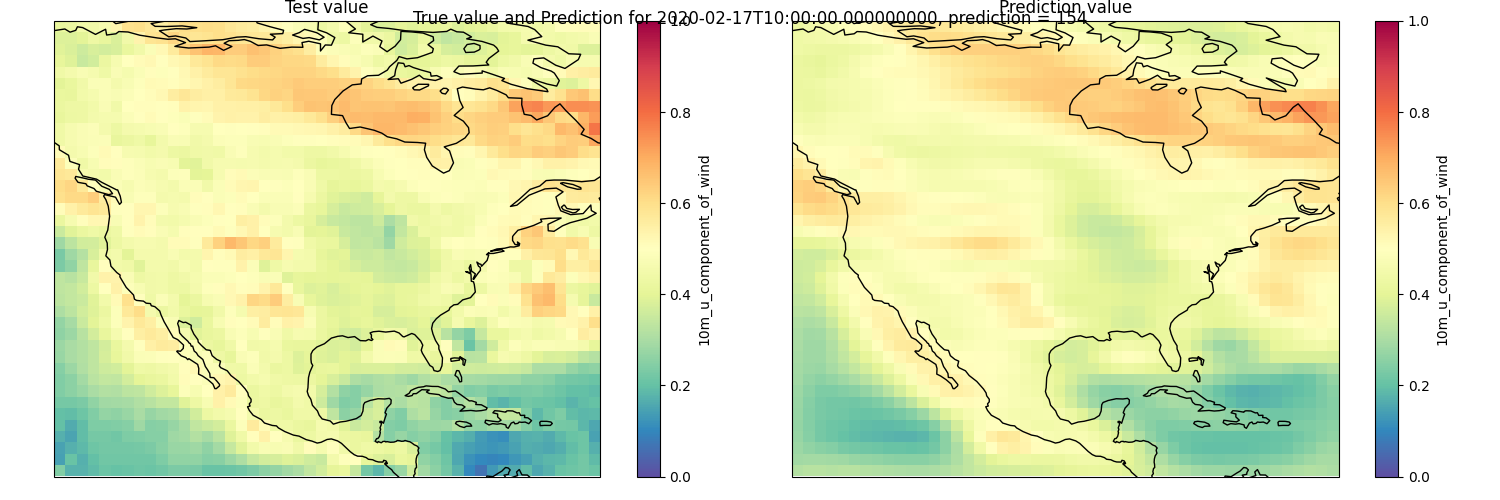 Test value
True value and Prediction for 2020-02-17T10:00:00.000000000, prediction = 154
Prediction value
1.0
0.8
0.6
0.4
0.2
0.0
10m_u_component_of_wind
1.0
0.8
0.6
0.4
0.2
0.0
10m_u_component_of_wind